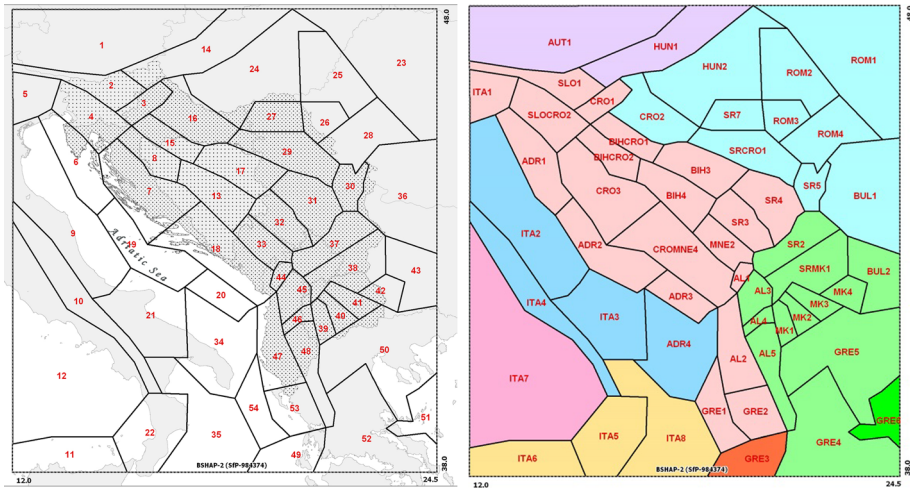 48.0
1
14
23
24
2
25
5
3
16
27
4
26
28
15
29
6
8
17
30
7
13
31
36
32
9
19
Adriatic Sea
33
37
18
38
43
44
45
42
20
10
41
21
46
40
39
34
47
48
50
12
54
53
51
22
35
52
11
49
BSHAP-2 (SfP-984374)
12.0
24.5
38.0
48.0
AUT1
HUN1
ROM1
HUN2
ROM2
SLO1
ITA1
CRO1
SLOCRO2
CRO2
SR7
ROM3
ROM4
BIHCRO1
SRCRO1
BIHCRO2
ADR1
BIH3
CRO3
SR5
BIH4
SR4
BUL1
SR3
ITA2
ADR2
CROMNE4
MNE2
SR2
SRMK1
BUL2
AL1
AL3
ADR3
MK4
ITA4
MK3
ITA3
AL4
MK2
MK1
ADR4
AL2
AL5
GRE5
ITA7
GRE1
GRE2
GRE6
ITA5
ITA8
GRE4
ITA6
GRE3
BSHAP-2 (SfP-984374)
12.0
24.5
38.0